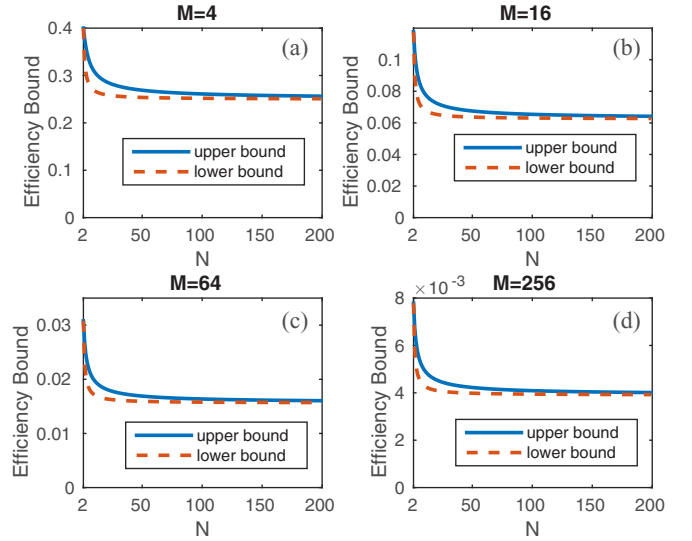 M=4
(a)
Efficiency Bound
0.4
0.3
0.2
0.1
0
upper bound
lower bound
2 50 100 150 200
N
M=16
(b)
Efficiency Bound
0.1
0.08
0.06
0.04
0.02
0
upper bound
lower bound
2 50 100 150 200
N
M=64
(c)
Efficiency Bound
0.03
0.02
0.01
0
upper bound
lower bound
2 50 100 150 200
N
× 10⁻³
M=256
(d)
Efficiency Bound
8
6
4
2
0
upper bound
lower bound
2 50 100 150 200
N